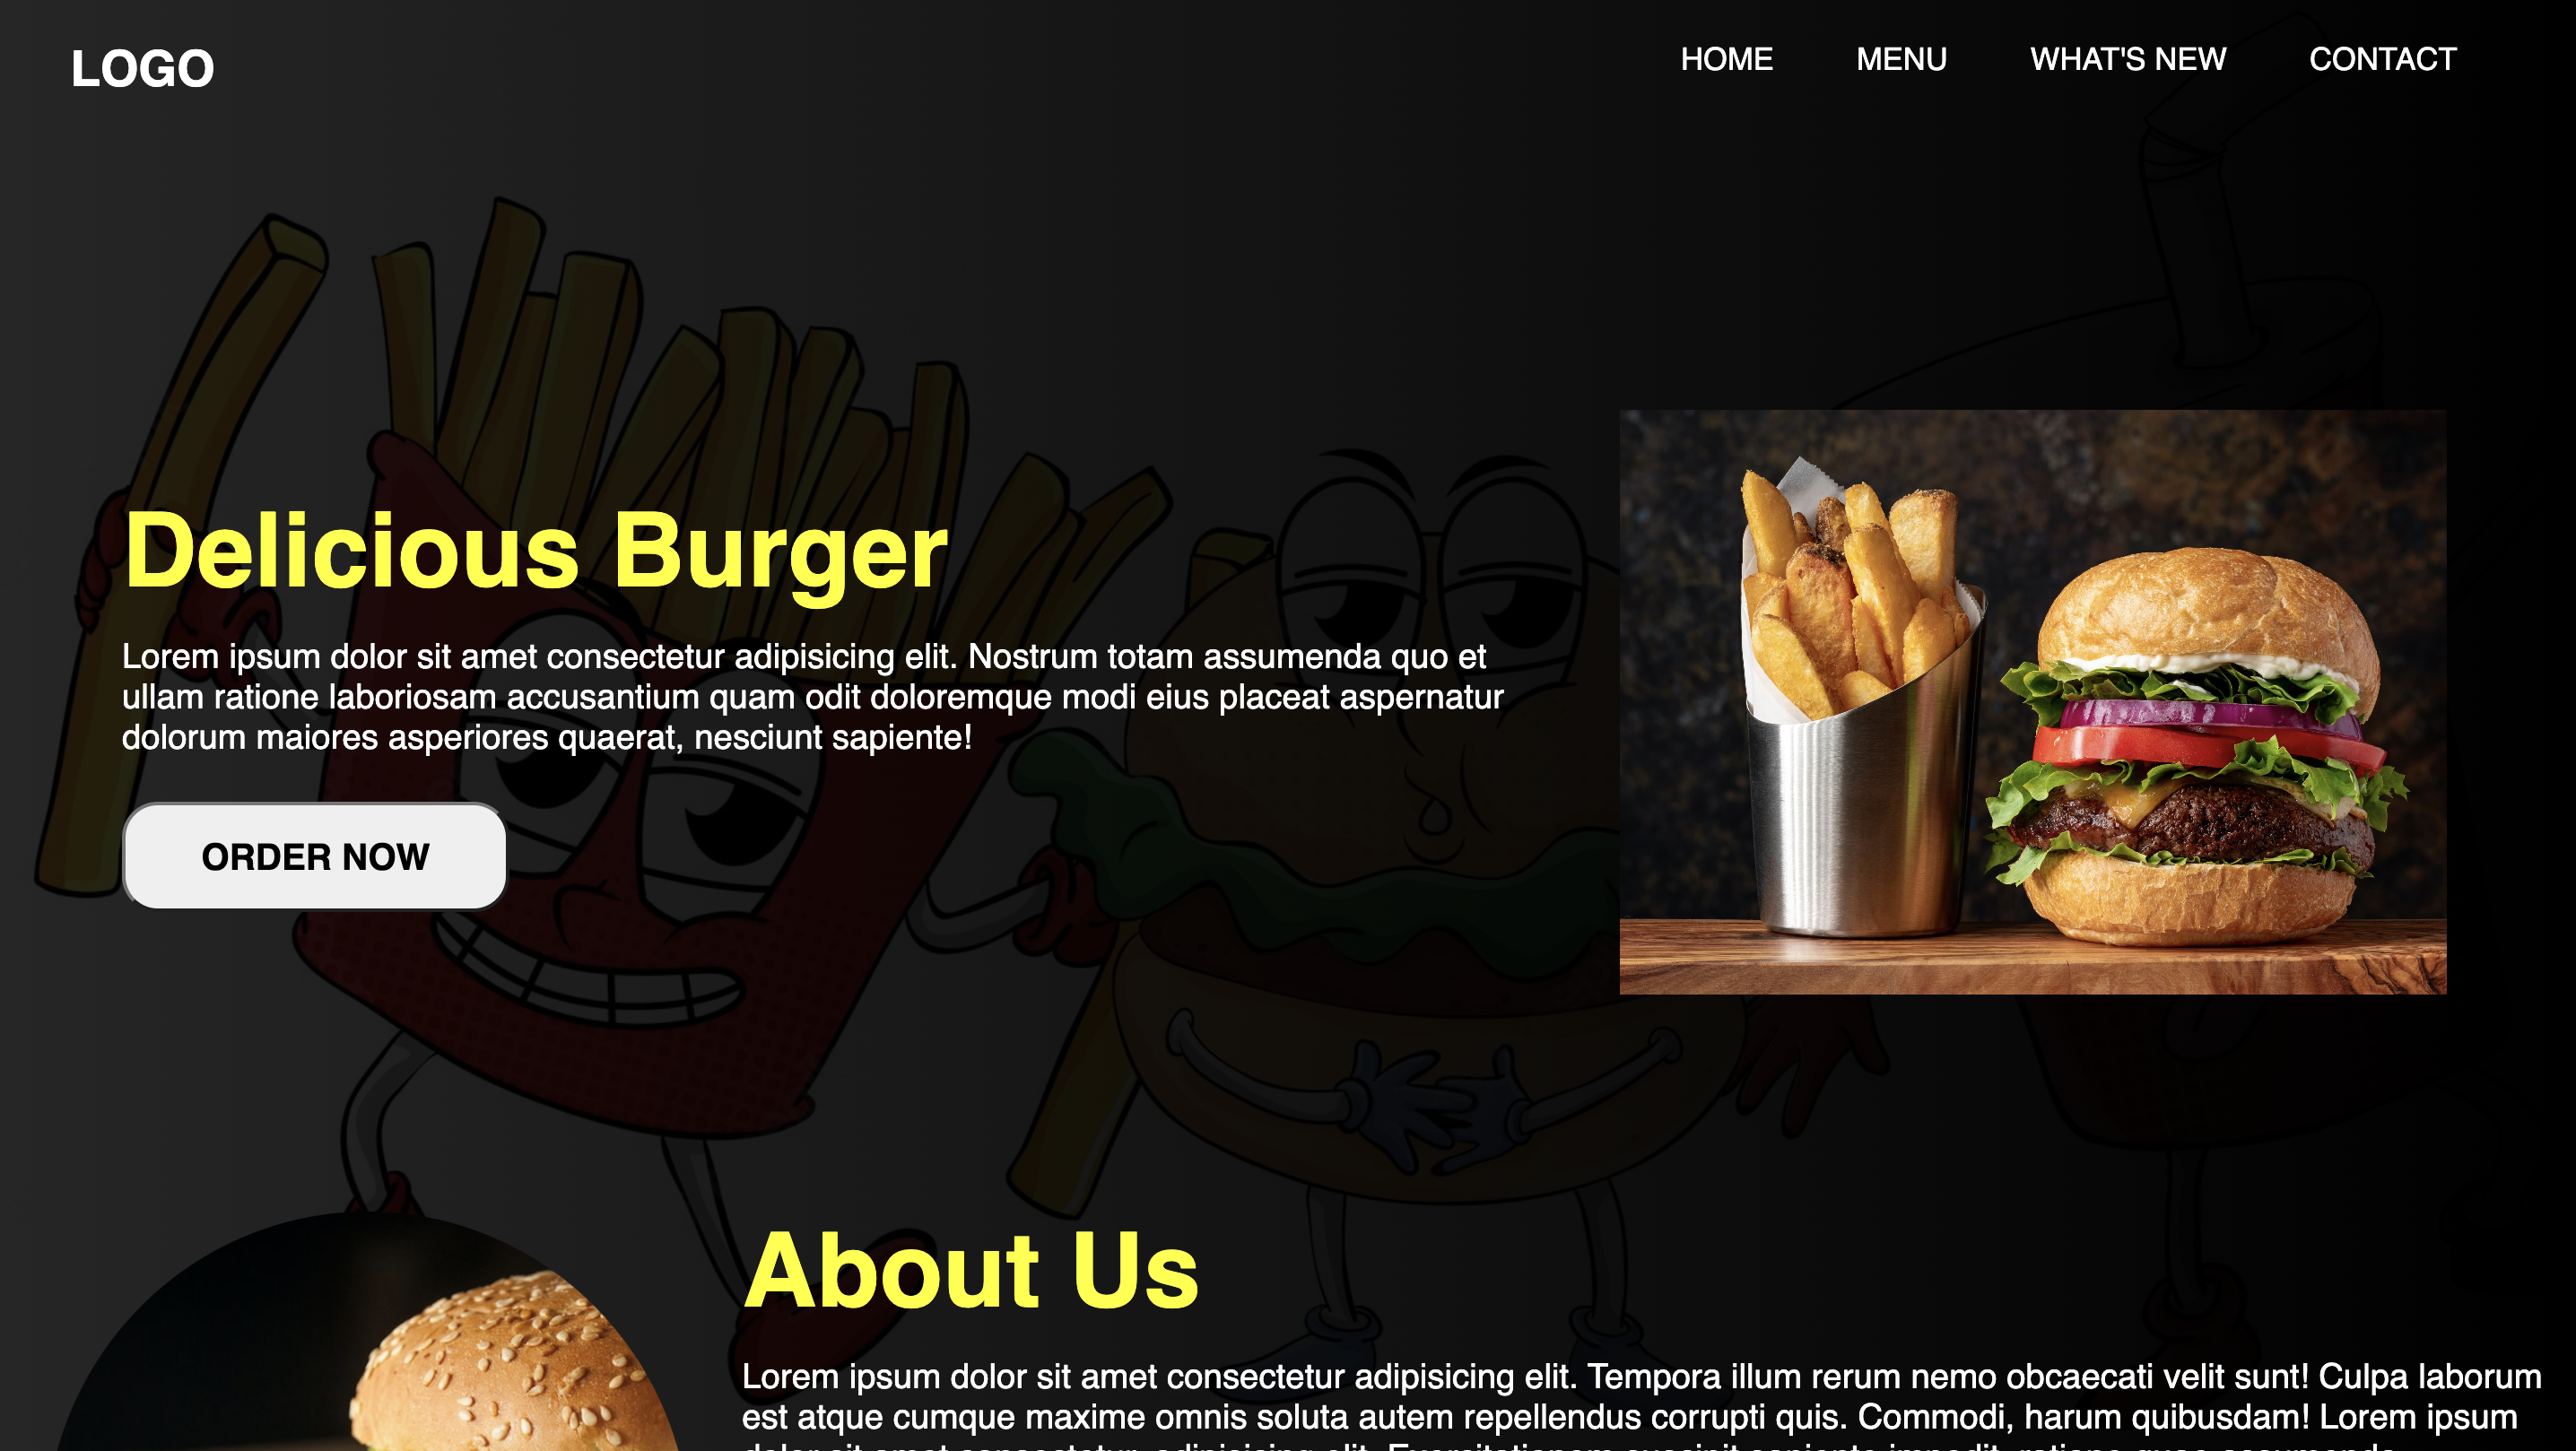 LOGO
HOME
MENU
WHAT'S NEW
CONTACT
Delicious Burger
Lorem ipsum dolor sit amet consectetur adipisicing elit. Nostrum totam assumenda quo et
ullam ratione laboriosam accusantium quam odit doloremque modi eius placeat aspernatur
dolorum maiores asperiores quaerat, nesciunt sapiente!
ORDER NOW
About Us
Lorem ipsum dolor sit amet consectetur adipisicing elit. Tempora illum rerum nemo obcaecati velit sunt! Culpa laborum
est atque cumque maxime omnis soluta autem repellendus corrupti quis. Commodi, harum quibusdam! Lorem ipsum